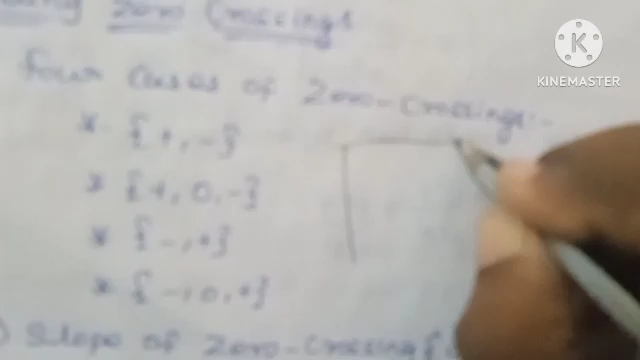 Zero Crossings
Four cases of Zero-crossings:-
* {+, -}
* {+, 0, -}
* {-, +}
* {-, 0, +}
Slope of Zero-crossing {
K
KINEMASTER